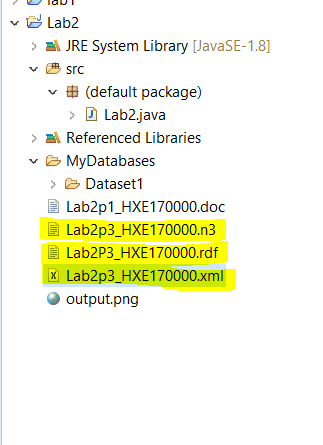 lab1
Lab2
JRE System Library [JavaSE-1.8]
src
(default package)
Lab2.java
Referenced Libraries
MyDatabases
Dataset1
Lab2p1_HXE170000.doc
Lab2p3_HXE170000.n3
Lab2P3_HXE170000.rdf
Lab2p3_HXE170000.xml
output.png